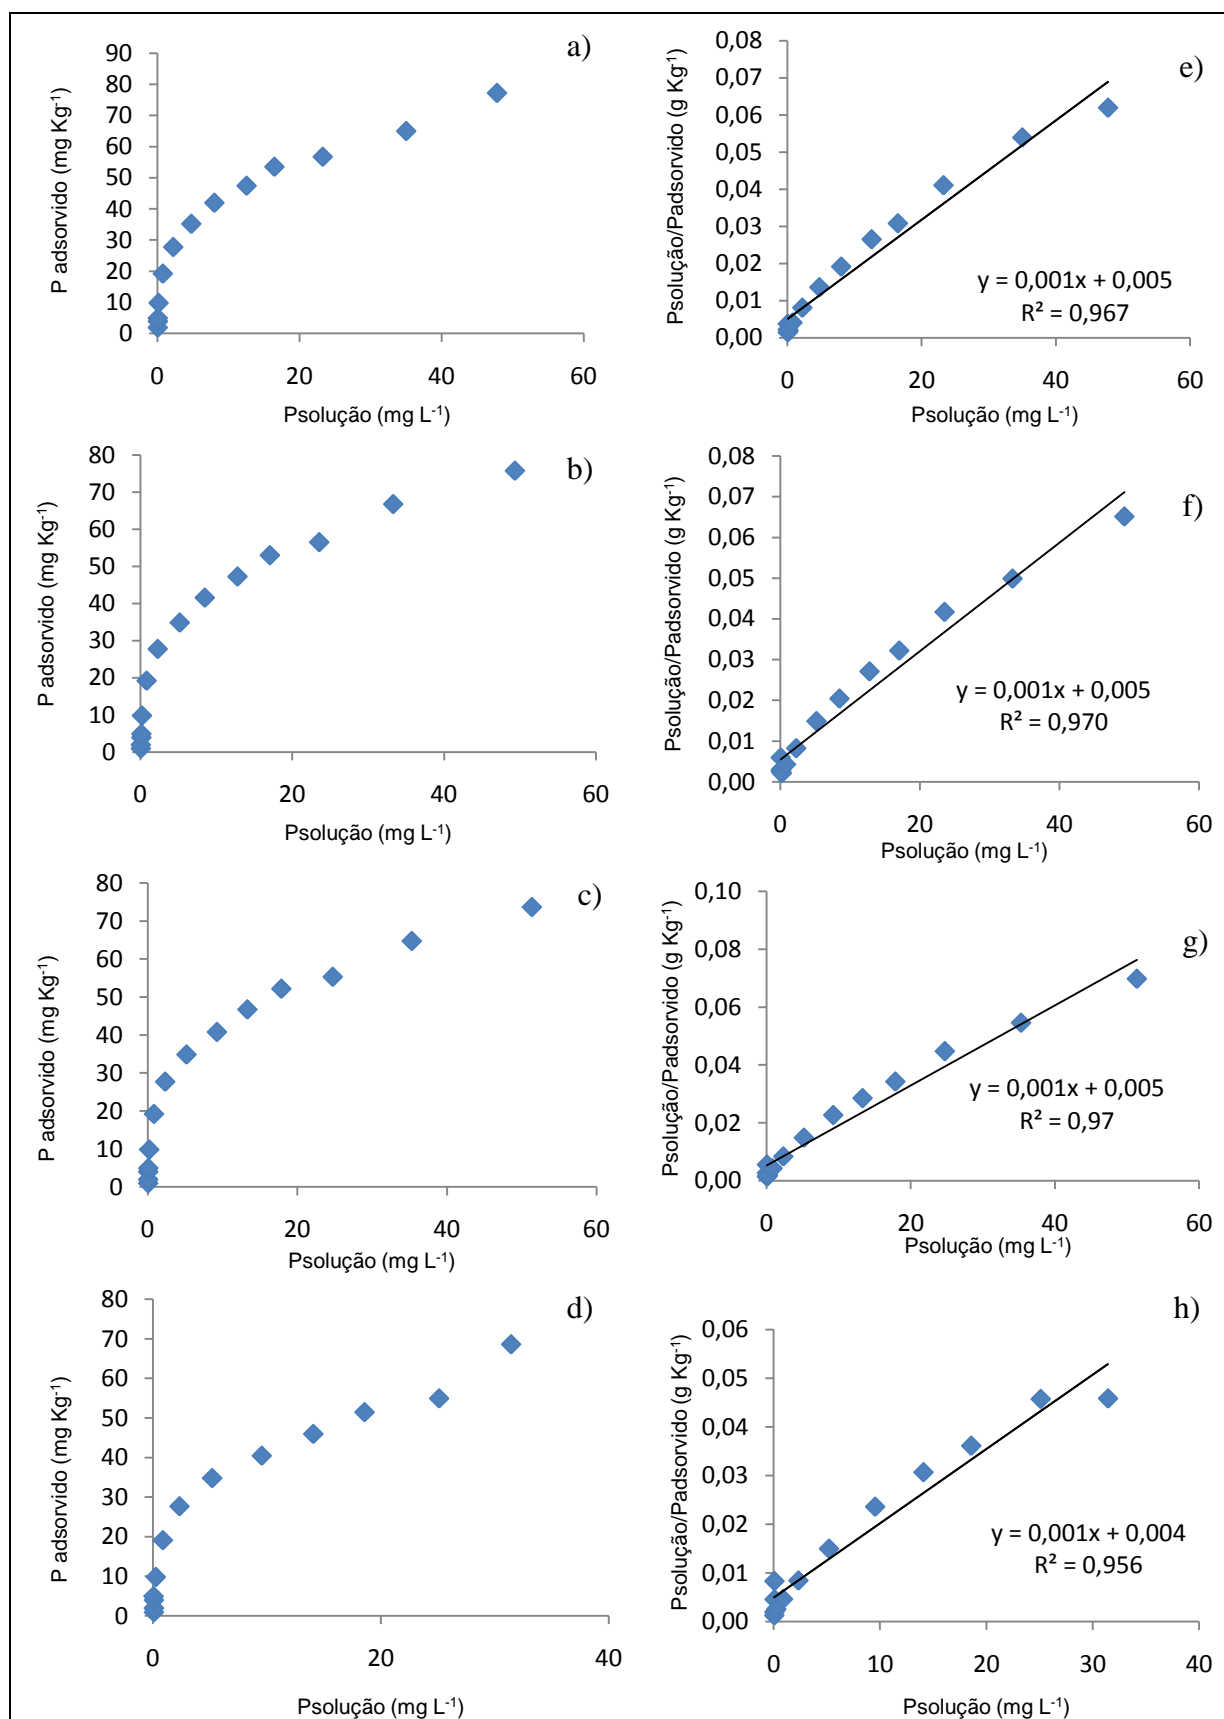 a)
P adsorvido (mg Kg-1)
90
80
70
60
50
40
30
20
10
0
0 20 40 60
Psolução (mg L-1)
e)
Psolução/Padsorvido (g Kg-1)
0,08
0,07
0,06
0,05
0,04
0,03
0,02
0,01
0,00
y = 0,001x + 0,005
R² = 0,967
0 20 40 60
Psolução (mg L-1)
b)
P adsorvido (mg Kg-1)
80
70
60
50
40
30
20
10
0
0 20 40 60
Psolução (mg L-1)
f)
Psolução/Padsorvido (g Kg-1)
0,08
0,07
0,06
0,05
0,04
0,03
0,02
0,01
0,00
y = 0,001x + 0,005
R² = 0,970
0 20 40 60
Psolução (mg L-1)
c)
P adsorvido (mg Kg-1)
80
70
60
50
40
30
20
10
0
0 20 40 60
Psolução (mg L-1)
g)
Psolução/Padsorvido (g Kg-1)
0,10
0,08
0,06
0,04
0,02
0,00
y = 0,001x + 0,005
R² = 0,97
0 20 40 60
Psolução (mg L-1)
d)
P adsorvido (mg Kg-1)
80
70
60
50
40
30
20
10
0
0 20 40
Psolução (mg L-1)
h)
Psolução/Padsorvido (g Kg-1)
0,06
0,05
0,04
0,03
0,02
0,01
0,00
y = 0,001x + 0,004
R² = 0,956
0 10 20 30 40
Psolução (mg L-1)